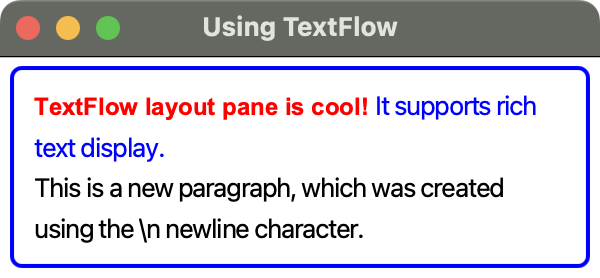 Using TextFlow
TextFlow layout pane is cool! It supports rich
text display.
This is a new paragraph, which was created
using the \n newline character.